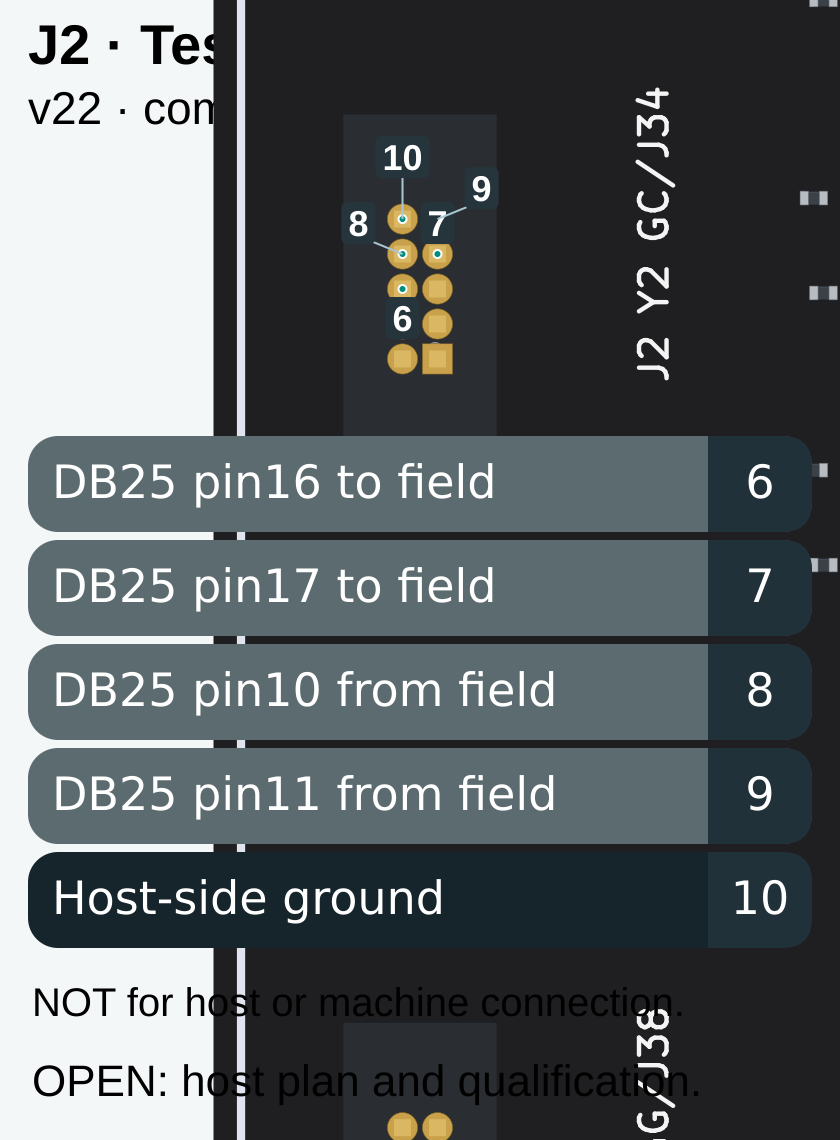 J2 · Tes
v22 · com
10
9
8
7
6
J2 Y2 GC/J34
DB25 pin16 to field 6
DB25 pin17 to field 7
DB25 pin10 from field 8
DB25 pin11 from field 9
Host-side ground 10
NOT for host or machine connection.
OPEN: host plan and qualification.
G/J38